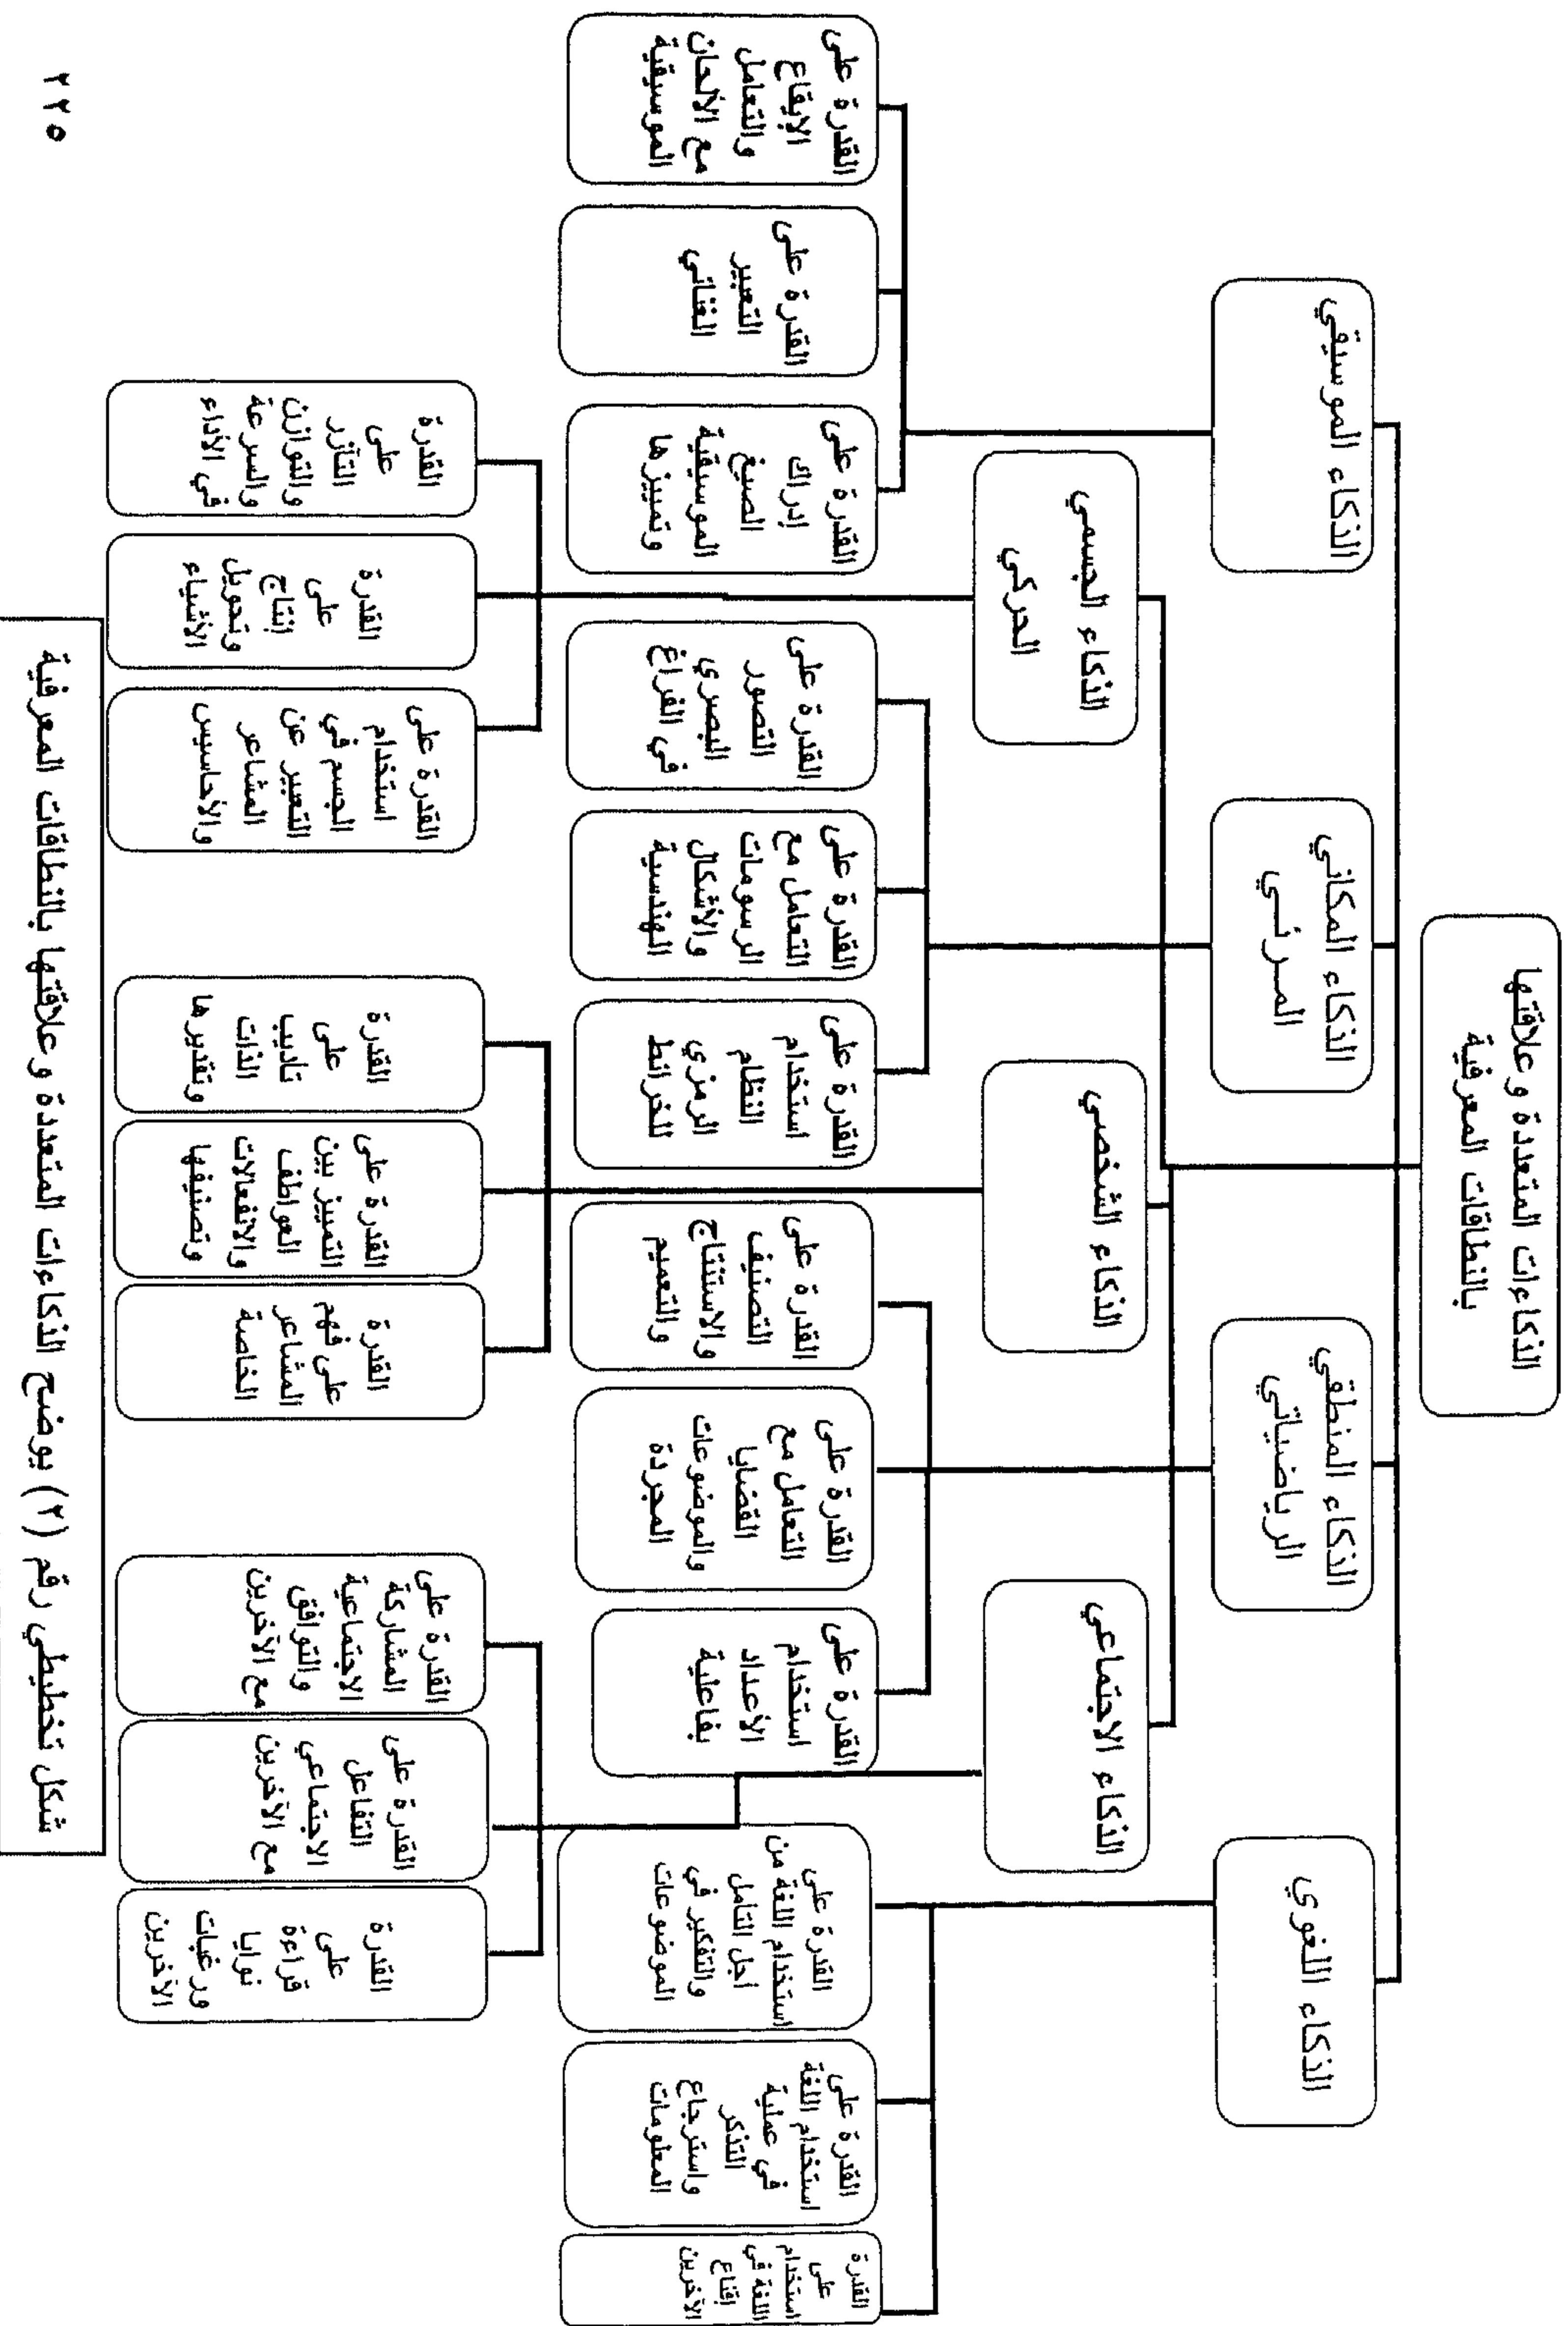 الذكاءات المتعددة وعلاقتها
بالنطاقات المعرفية
الذكاء اللغوي
الذكاء المنطقي
الرياضياتي
الذكاء المكاني
المرئي
الذكاء الموسيقي
الذكاء الاجتماعي
الذكاء الشخصي
الذكاء الجسمي
الحركي
القدرة
على
استخدام
اللغة في
إقناع
الآخرين
القدرة على
استخدام اللغة
في عملية
التذكر
واسترجاع
المعلومات
القدرة على
استخدام اللغة من
اجل التأمل
والتفكير في
الموضوعات
القدرة على
استخدام
الأعداد
بفاعلية
القدرة على
التعامل مع
القضايا
والموضوعات
المجردة
القدرة على
التصنيف
والاستنتاج
والتعميم
القدرة على
استخدام
النظام
الرمزي
للخرائط
القدرة على
التعامل مع
الرسومات
والأشكال
الهندسية
القدرة على
التصور
البصري
في الفراغ
القدرة على
إدراك
الصيغ
الموسيقية
وتمييزها
القدرة على
التعبير
الغنائي
القدرة على
الإيقاع
والتعامل
مع الألحان
الموسيقية
القدرة
على
قراءة
نوايا
ورغبات
الآخرين
القدرة على
التفاعل
الاجتماعي
مع الآخرين
القدرة على
المشاركة
الاجتماعية
والتوافق
مع الآخرين
القدرة
على فهم
المشاعر
الخاصة
القدرة على
التمييز بين
العواطف
والانفعالات
وتصنيفها
القدرة
على
تأديب
الذات
وتقديرها
القدرة على
استخدام
الجسم في
التعبير عن
المشاعر
والأحاسيس
القدرة
على
إنتاج
وتحويل
الأشياء
القدرة
على
التآزر
والتوازن
والسرعة
في الأداء
شكل تخطيطي رقم (٢) يوضح الذكاءات المتعددة وعلاقتها بالنطاقات المعرفية
٢٢٥